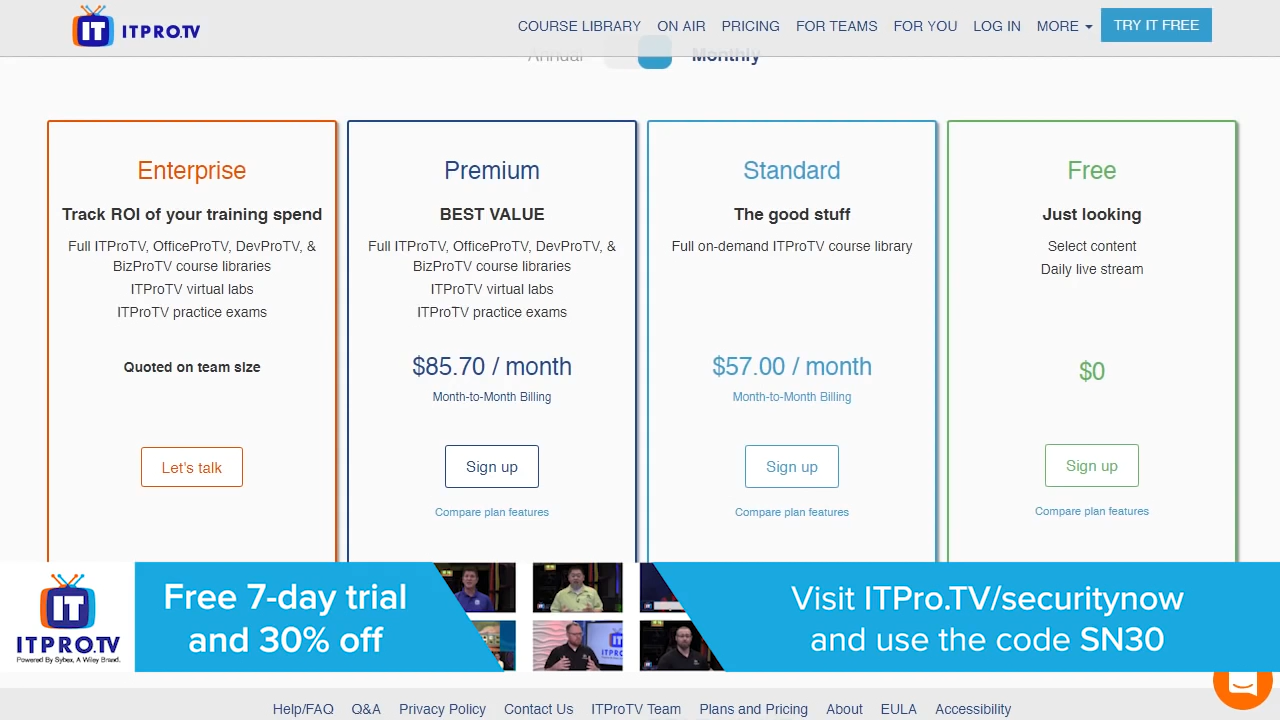 IT ITPRO.TV
COURSE LIBRARY ON AIR PRICING FOR TEAMS FOR YOU LOG IN MORE TRY IT FREE
Annual Monthly
Enterprise
Track ROI of your training spend
Full ITProTV, OfficeProTV, DevProTV, &
BizProTV course libraries
ITProTV virtual labs
ITProTV practice exams
Quoted on team size
Let's talk
Premium
BEST VALUE
Full ITProTV, OfficeProTV, DevProTV, &
BizProTV course libraries
ITProTV virtual labs
ITProTV practice exams
$85.70 / month
Month-to-Month Billing
Sign up
Compare plan features
Standard
The good stuff
Full on-demand ITProTV course library
$57.00 / month
Month-to-Month Billing
Sign up
Compare plan features
Free
Just looking
Select content
Daily live stream
$0
Sign up
Compare plan features
IT
ITPRO.TV
Powered By Sybex, A Wiley Brand.
Free 7-day trial
and 30% off
Visit ITPro.TV/securitynow
and use the code SN30
Help/FAQ Q&A Privacy Policy Contact Us ITProTV Team Plans and Pricing About EULA Accessibility